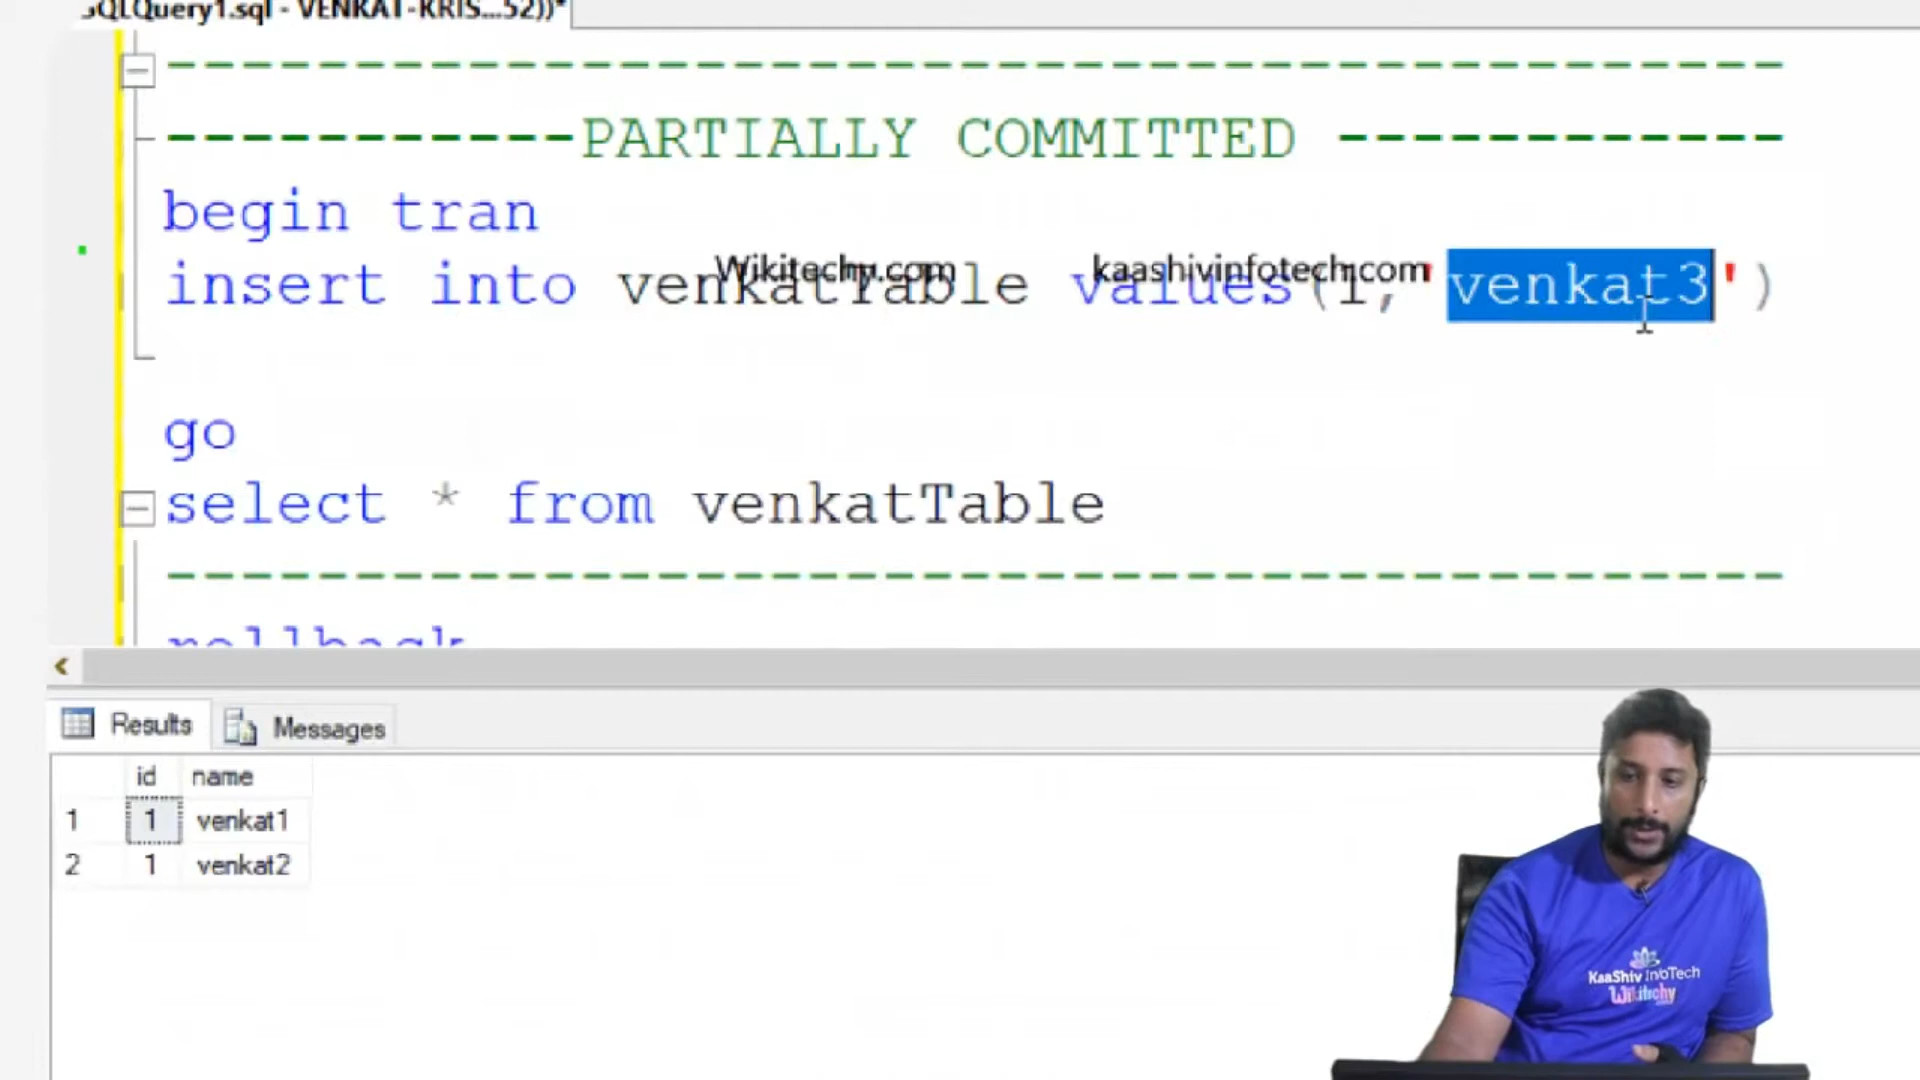 SQLQuery1.sql - VENKAT-KRIS...52))*
-----------PARTIALLY COMMITTED ------------
begin tran
insert into venkatTable values(1,'venkat3')
Wikitechy.com kaashivinfotech.com
go
select * from venkatTable
rollback
Results Messages
id name
1 1 venkat1
2 1 venkat2
KaaShiv InfoTech
Wikitechy